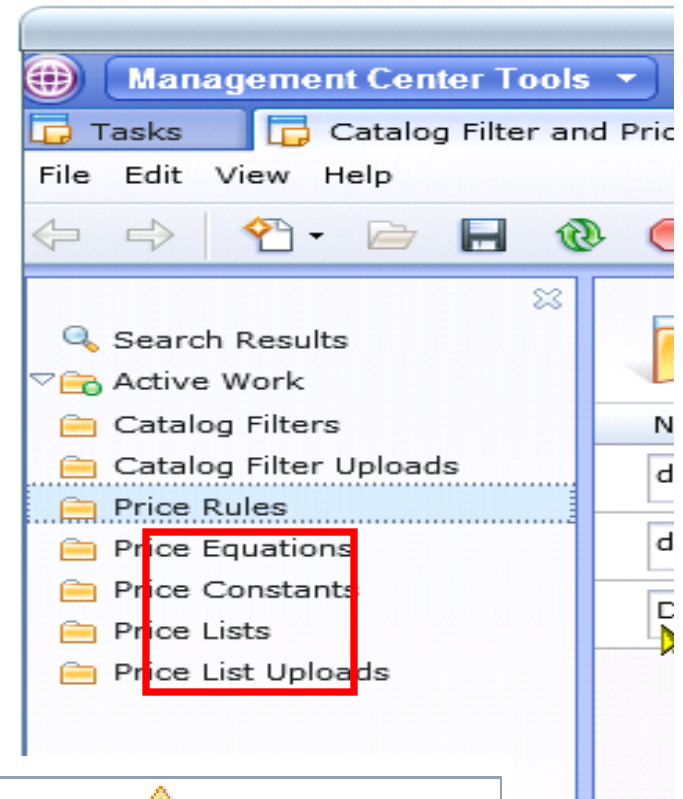 Management Center Tools
Tasks Catalog Filter and Pric
File Edit View Help
Search Results
Active Work
Catalog Filters
Catalog Filter Uploads
Price Rules
Price Equations
Price Constants
Price Lists
Price List Uploads
N
d
d
D